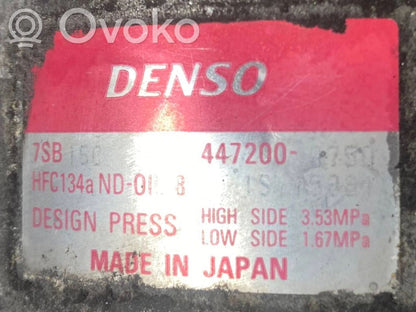 OVOKO
DENSO
7SB 447200-
HFC134a ND-OIL 8
DESIGN PRESS HIGH SIDE 3.53MPa
LOW SIDE 1.67MPa
MADE IN JAPAN